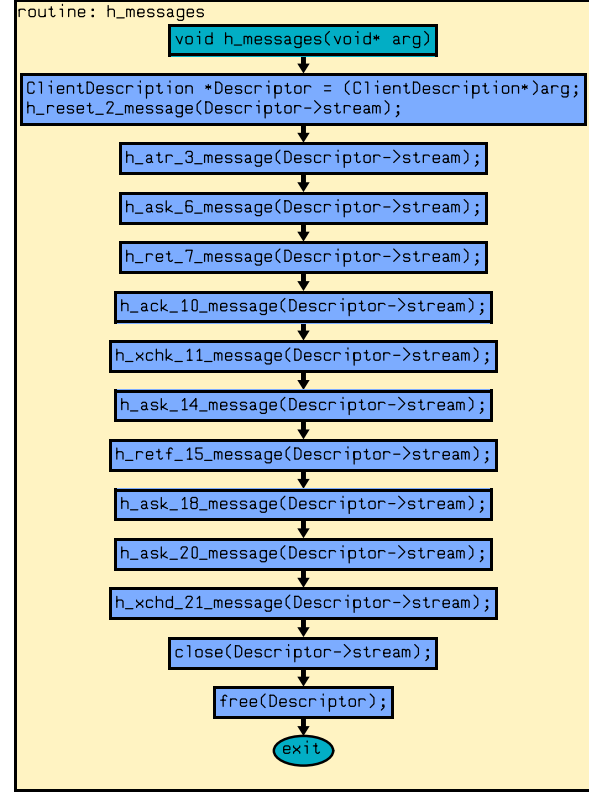 routine: h_messages
void h_messages(void* arg)
ClientDescription *Descriptor = (ClientDescription*)arg;
h_reset_2_message(Descriptor->stream);
h_atr_3_message(Descriptor->stream);
h_ask_6_message(Descriptor->stream);
h_ret_7_message(Descriptor->stream);
h_ack_10_message(Descriptor->stream);
h_xchk_11_message(Descriptor->stream);
h_ask_14_message(Descriptor->stream);
h_retf_15_message(Descriptor->stream);
h_ask_18_message(Descriptor->stream);
h_ask_20_message(Descriptor->stream);
h_xchd_21_message(Descriptor->stream);
close(Descriptor->stream);
free(Descriptor);
exit